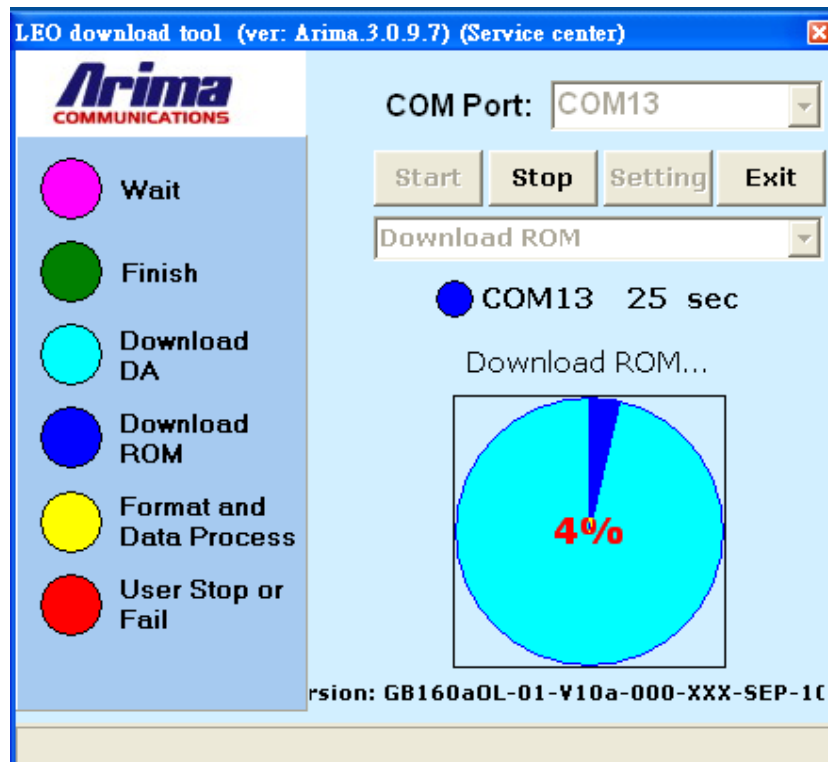 LEO download tool (ver: Arima.3.0.9.7) (Service center)
Arima
COMMUNICATIONS
COM Port: COM13
Start Stop Setting Exit
Download ROM
COM13 25 sec
Download ROM...
4%
Wait
Finish
Download
DA
Download
ROM
Format and
Data Process
User Stop or
Fail
rsion: GB160aOL-01-V10a-000-XXX-SEP-10